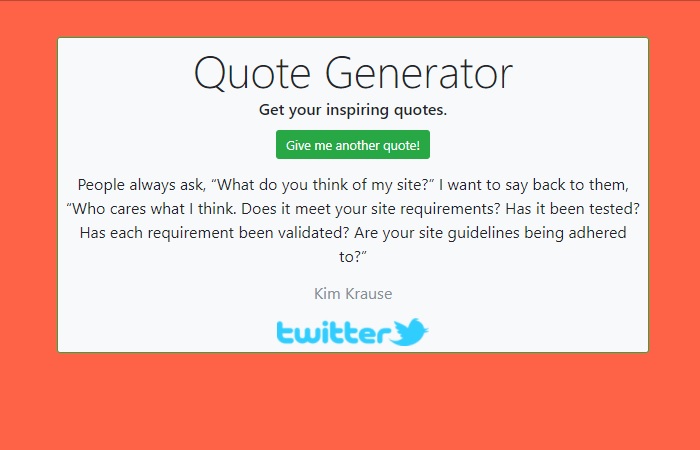 Quote Generator
Get your inspiring quotes.
Give me another quote!
People always ask, “What do you think of my site?” I want to say back to them,
“Who cares what I think. Does it meet your site requirements? Has it been tested?
Has each requirement been validated? Are your site guidelines being adhered
to?”
Kim Krause
twitter